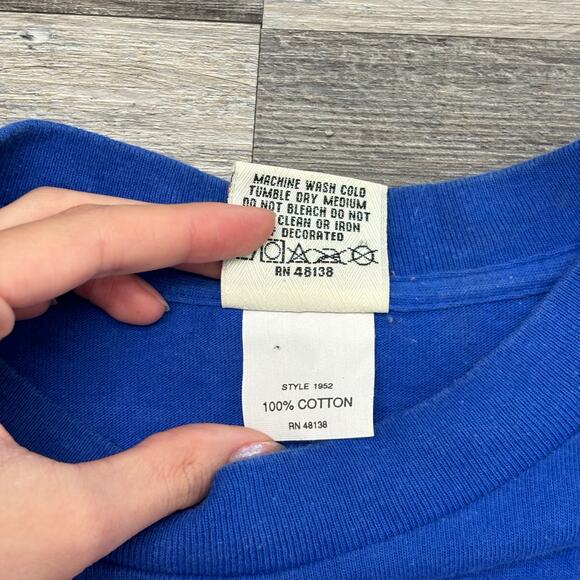 MACHINE WASH COLD
TUMBLE DRY MEDIUM
DO NOT BLEACH DO NOT
CLEAN OR IRON
DECORATED
RN 48138
STYLE 1952
100% COTTON
RN 48138